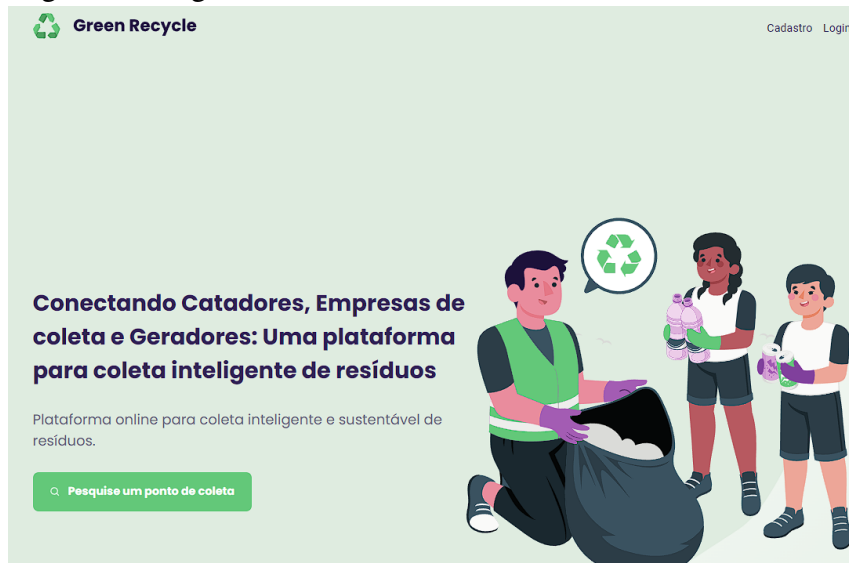 Green Recycle
Cadastro Login
Conectando Catadores, Empresas de
coleta e Geradores: Uma plataforma
para coleta inteligente de resíduos
Plataforma online para coleta inteligente e sustentável de
resíduos.
Pesquise um ponto de coleta